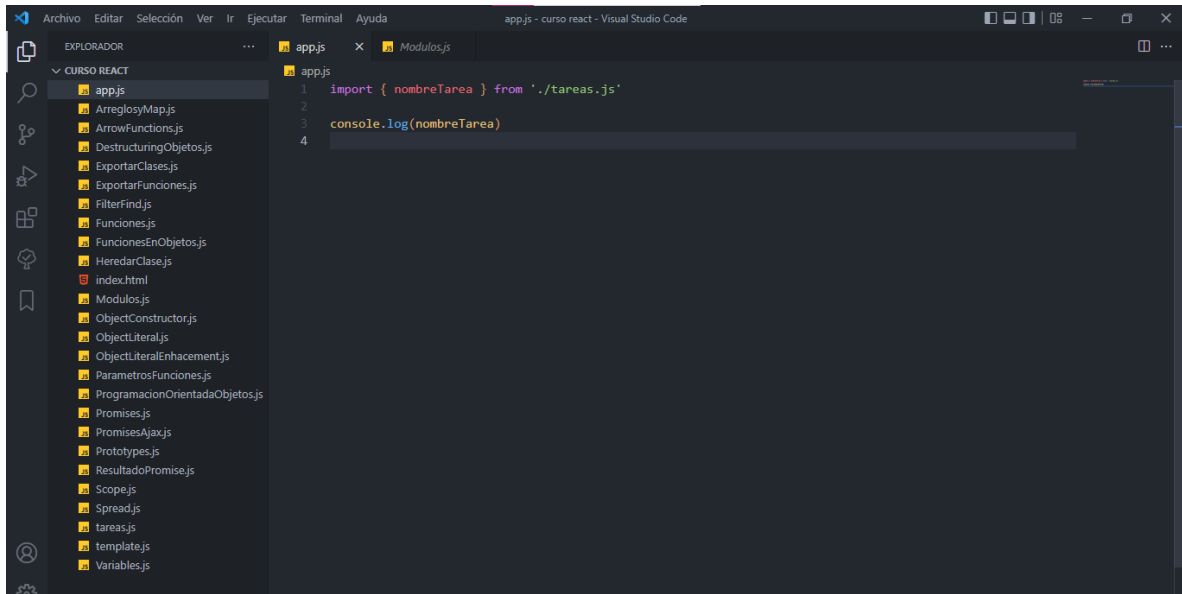 Archivo Editar Selección Ver Ir Ejecutar Terminal Ayuda app.js - curso react - Visual Studio Code
EXPLORADOR
CURSO REACT
app.js
ArreglosyMap.js
ArrowFunctions.js
DestructuringObjetos.js
ExportarClases.js
ExportarFunciones.js
FilterFind.js
Funciones.js
FuncionesEnObjetos.js
HeredarClase.js
index.html
Modulos.js
ObjectConstructor.js
ObjectLiteral.js
ObjectLiteralEnhacement.js
ParametrosFunciones.js
ProgramacionOrientadaObjetos.js
Promises.js
PromisesAjax.js
Prototypes.js
ResultadoPromise.js
Scope.js
Spread.js
tareas.js
template.js
Variables.js
app.js Modulos.js
app.js
1 import { nombreTarea } from './tareas.js'
2
3 console.log(nombreTarea)
4